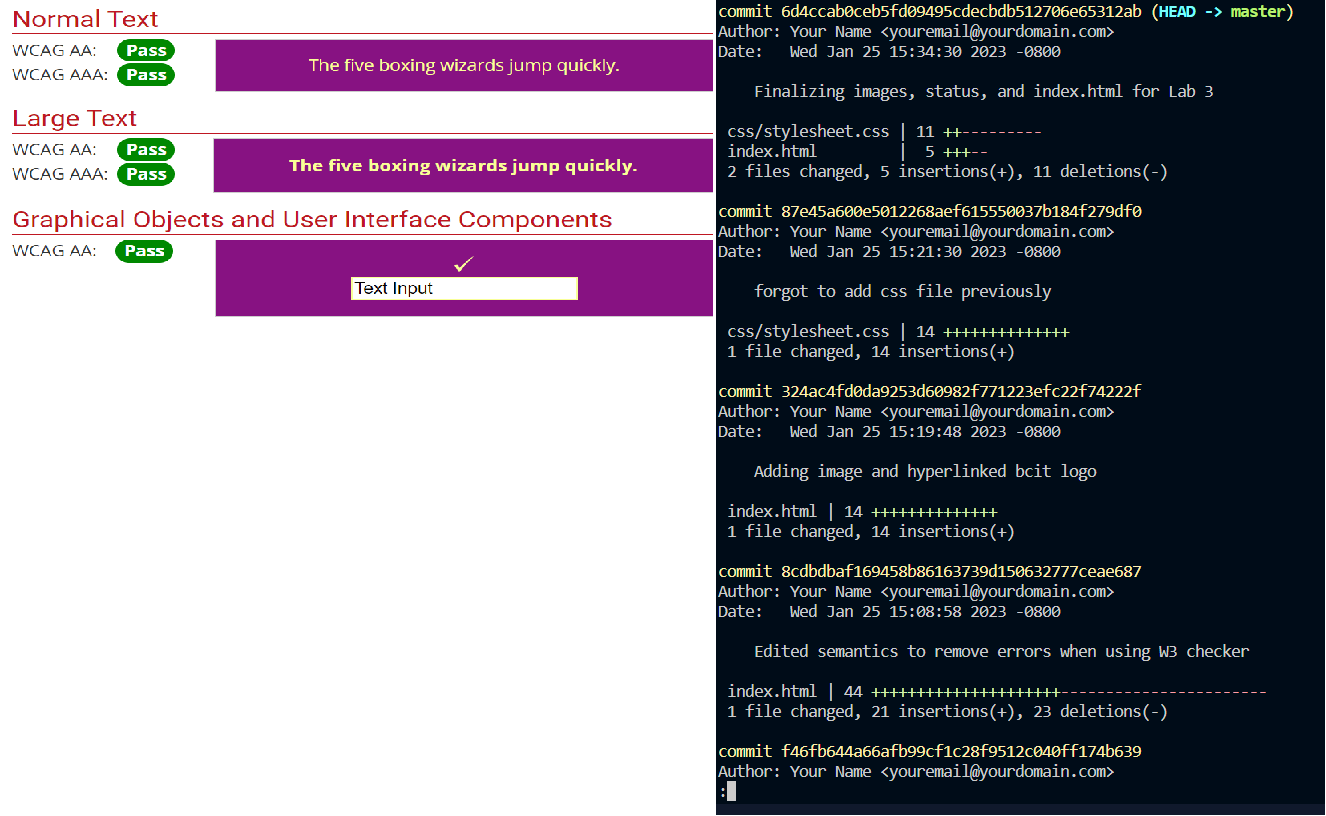 Normal Text
WCAG AA: Pass
WCAG AAA: Pass
The five boxing wizards jump quickly.
Large Text
WCAG AA: Pass
WCAG AAA: Pass
The five boxing wizards jump quickly.
Graphical Objects and User Interface Components
WCAG AA: Pass
✓
Text Input
commit 6d4ccab0ceb5fd09495cdecbdb512706e65312ab (HEAD -> master)
Author: Your Name <youremail@yourdomain.com>
Date:   Wed Jan 25 15:34:30 2023 -0800
Finalizing images, status, and index.html for Lab 3
css/stylesheet.css | 11 ++---------
index.html         |  5 +++--
2 files changed, 5 insertions(+), 11 deletions(-)
commit 87e45a600e5012268aef615550037b184f279df0
Author: Your Name <youremail@yourdomain.com>
Date:   Wed Jan 25 15:21:30 2023 -0800
forgot to add css file previously
css/stylesheet.css | 14 ++++++++++++++
1 file changed, 14 insertions(+)
commit 324ac4fd0da9253d60982f771223efc22f74222f
Author: Your Name <youremail@yourdomain.com>
Date:   Wed Jan 25 15:19:48 2023 -0800
Adding image and hyperlinked bcit logo
index.html | 14 ++++++++++++++
1 file changed, 14 insertions(+)
commit 8cdbdbaf169458b86163739d150632777ceae687
Author: Your Name <youremail@yourdomain.com>
Date:   Wed Jan 25 15:08:58 2023 -0800
Edited semantics to remove errors when using W3 checker
index.html | 44 +++++++++++++++++++++-----------------------
1 file changed, 21 insertions(+), 23 deletions(-)
commit f46fb644a66afb99cf1c28f9512c040ff174b639
Author: Your Name <youremail@yourdomain.com>
: